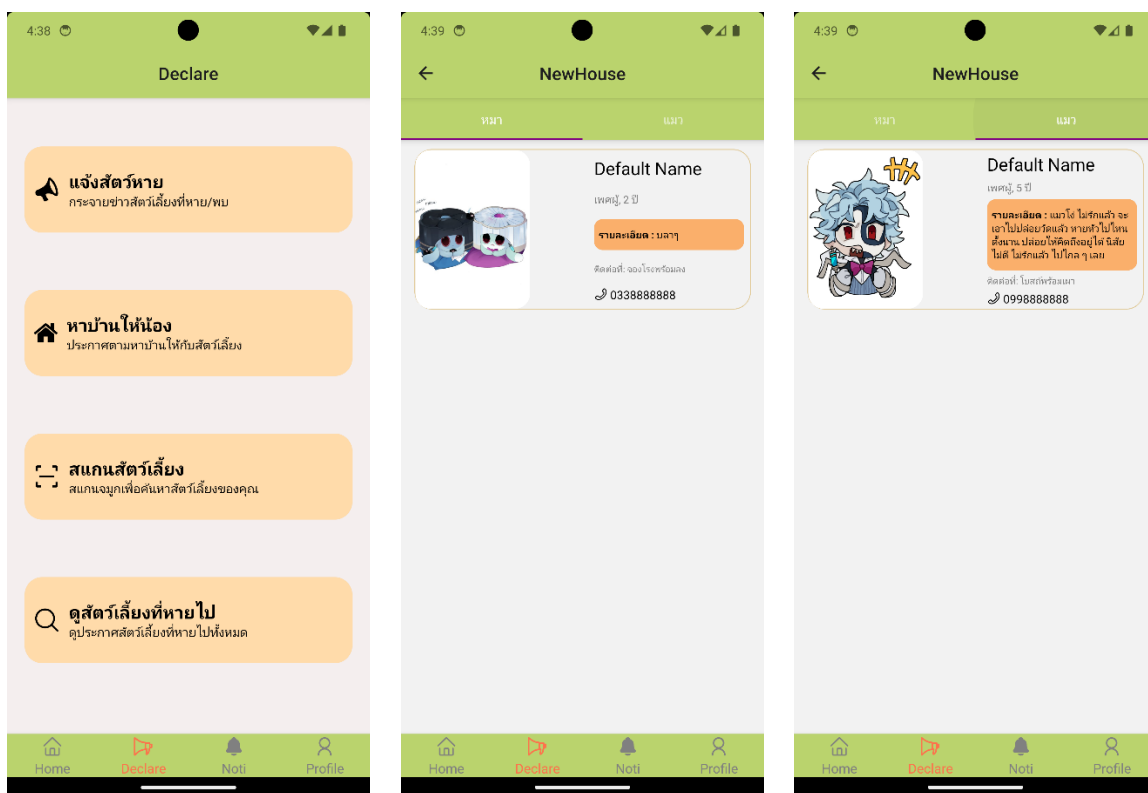 4:38
Declare
แจ้งสัตว์หาย
กระจายข่าวสัตว์เลี้ยงที่หาย/พบ
หาบ้านให้น้อง
ประกาศตามหาบ้านให้กับสัตว์เลี้ยง
สแกนสัตว์เลี้ยง
สแกนจมูกเพื่อค้นหาสัตว์เลี้ยงของคุณ
ดูสัตว์เลี้ยงที่หายไป
ดูประกาศสัตว์เลี้ยงที่หายไปทั้งหมด
Home Declare Noti Profile
4:39
NewHouse
หมา แมว
Default Name
เพศผู้, 2 ปี
รายละเอียด : บลาๆ
ติดต่อที่: จองโรงพร้อมลง
0338888888
Home Declare Noti Profile
4:39
NewHouse
หมา แมว
Default Name
เพศผู้, 5 ปี
รายละเอียด : แมวโง่ ไม่รักแล้ว จะ
เอาไปปล่อยวัดแล้ว หายหัวไปไหน
ตั้งนาน ปล่อยให้คิดถึงอยู่ได้ นิสัย
ไม่ดี ไม่รักแล้ว ไปไกล ๆ เลย
ติดต่อที่: โบสถ์พร้อมเผา
0998888888
Home Declare Noti Profile